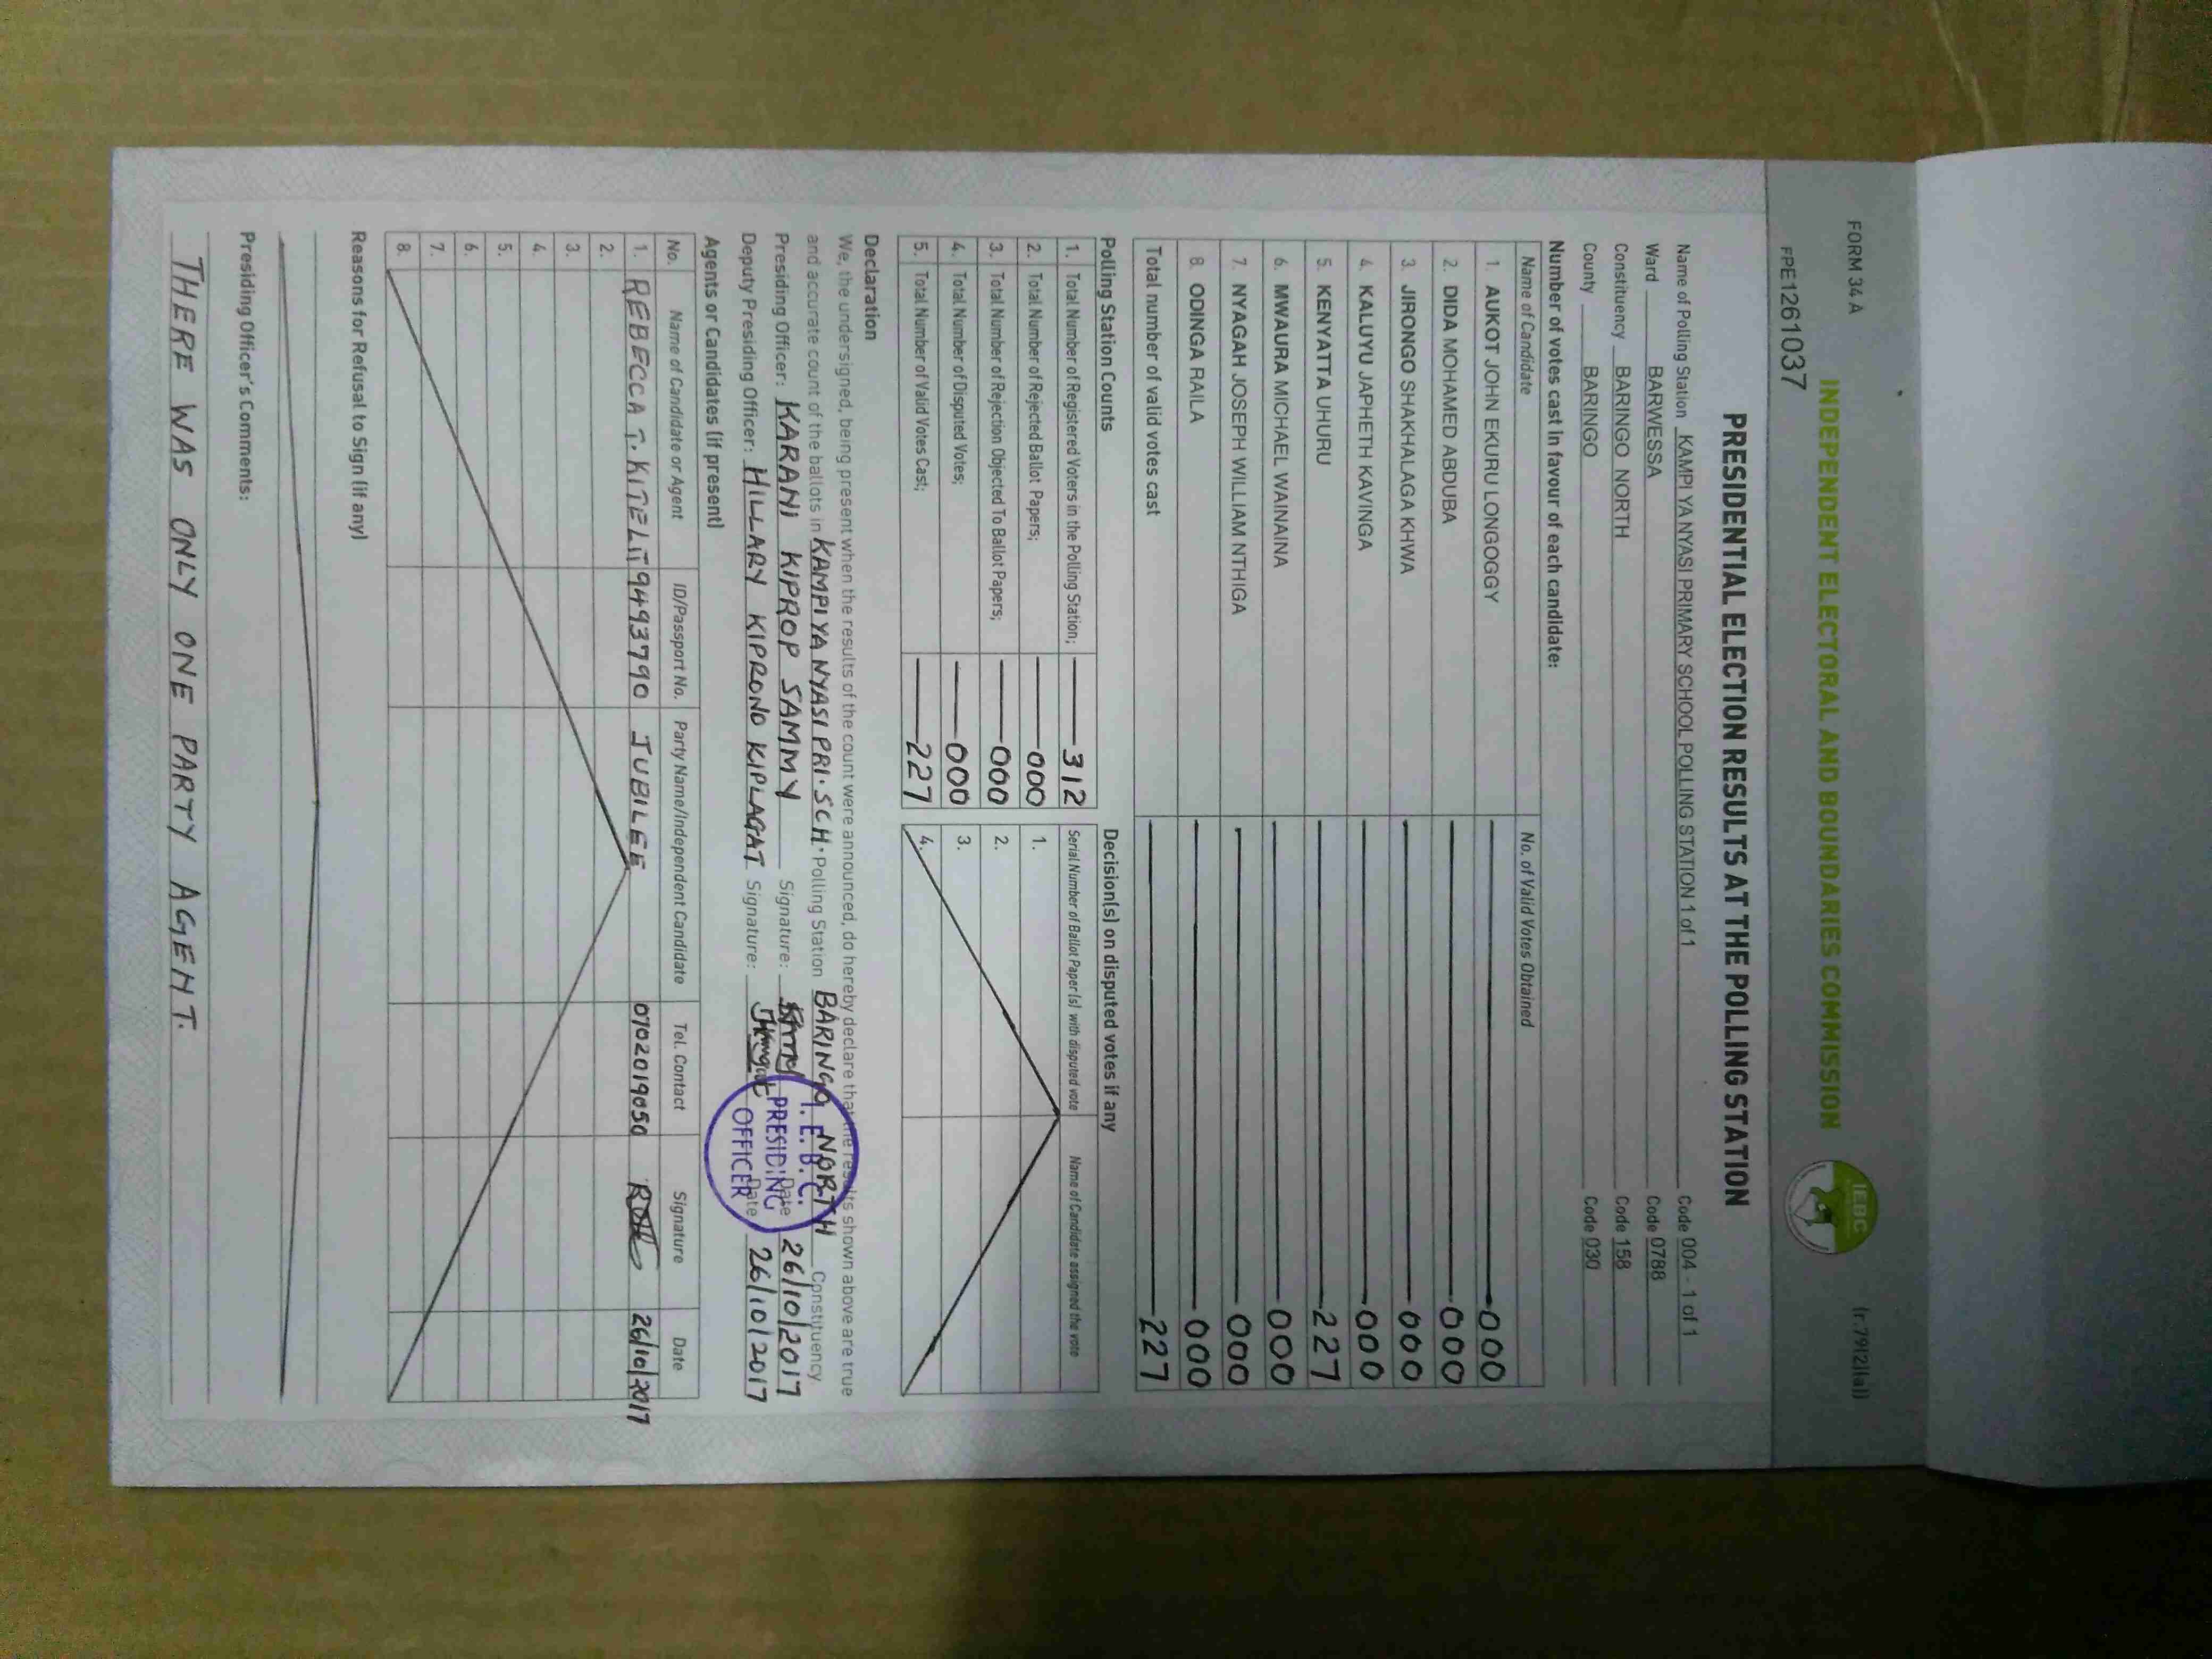 FORM 34 A
(r.79(2)(a))
INDEPENDENT ELECTORAL AND BOUNDARIES COMMISSION
IEBC
FPE1261037
PRESIDENTIAL ELECTION RESULTS AT THE POLLING STATION
Name of Polling Station KAMPI YA NYASI PRIMARY SCHOOL POLLING STATION 1 of 1 Code 004 - 1 of 1
Ward BARWESSA Code 0788
Constituency BARINGO NORTH Code 158
County BARINGO Code 030
Number of votes cast in favour of each candidate:
Name of Candidate No. of Valid Votes Obtained
1. AUKOT JOHN EKURU LONGOGGY 000
2. DIDA MOHAMED ABDUBA 000
3. JIRONGO SHAKHALAGA KHWA 000
4. KALUYU JAPHETH KAVINGA 000
5. KENYATTA UHURU 227
6. MWAURA MICHAEL WAINAINA 000
7. NYAGAH JOSEPH WILLIAM NTHIGA 000
8. ODINGA RAILA 000
Total number of valid votes cast 227
Polling Station Counts
1. Total Number of Registered Voters in the Polling Station; 312
2. Total Number of Rejected Ballot Papers; 000
3. Total Number of Rejection Objected To Ballot Papers; 000
4. Total Number of Disputed Votes; 000
5. Total Number of Valid Votes Cast; 227
Decision(s) on disputed votes if any
Serial Number of Ballot Paper (s) with disputed vote Name of Candidate assigned the vote
1.
2.
3.
4.
Declaration
We, the undersigned, being present when the results of the count were announced, do hereby declare that the results shown above are true
and accurate count of the ballots in KAMPI YA NYASI PRI. SCH. Polling Station BARINGO NORTH Constituency
Presiding Officer: KARANI KIPROP SAMMY Signature: Date 26/10/2017
Deputy Presiding Officer: HILLARY KIPRONO KIPLAGAT Signature: Date 26/10/2017
I.E.B.C.
PRESIDING
OFFICER
Agents or Candidates (if present)
No. Name of Candidate or Agent ID/Passport No. Party Name/Independent Candidate Tel. Contact Signature Date
1. REBECCA 9493790 JUBILEE 0702019050 26/10/2017
2.
3.
4.
5.
6.
7.
8.
Reasons for Refusal to Sign (if any)
Presiding Officer's Comments:
THERE WAS ONLY ONE PARTY AGENT.